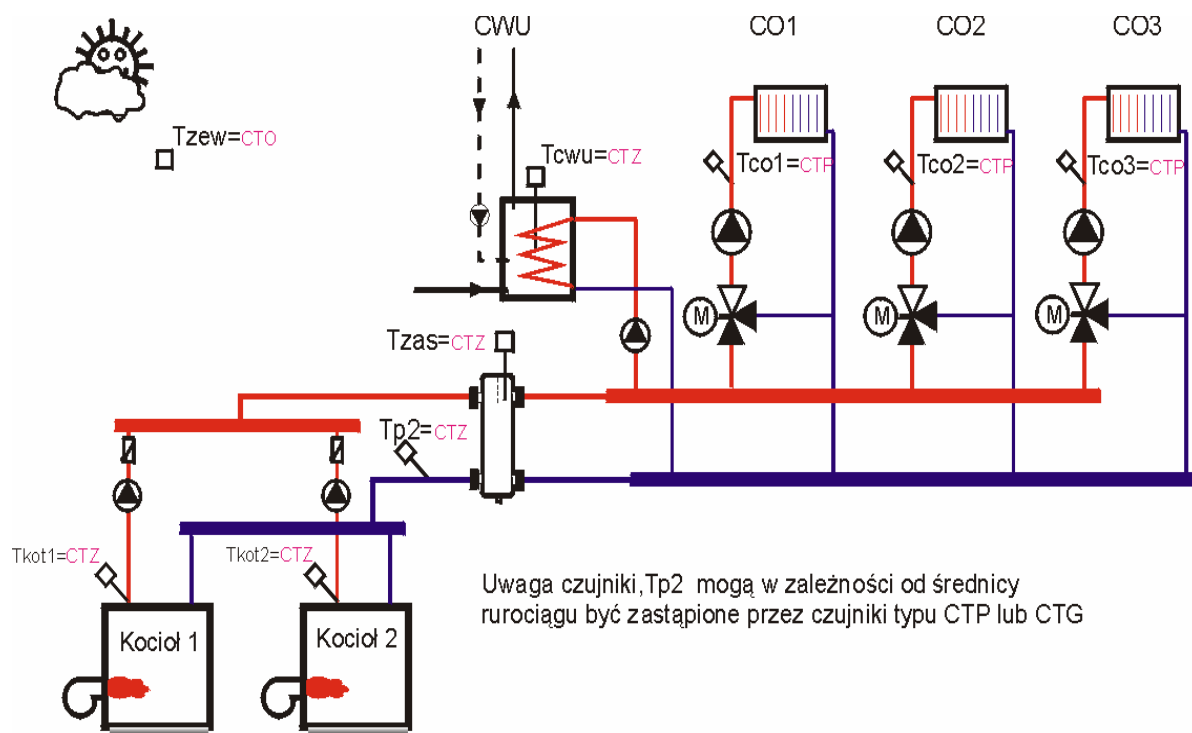 CWU CO1 CO2 CO3
Tzew=CTO
Tcwu=CTZ
Tco1=CTP
Tco2=CTP
Tco3=CTP
M
M
M
Tzas=CTZ
Tp2=CTZ
Tkot1=CTZ
Tkot2=CTZ
Uwaga czujniki,Tp2 mogą w zależności od średnicy
rurociągu być zastąpione przez czujniki typu CTP lub CTG
Kocioł 1
Kocioł 2